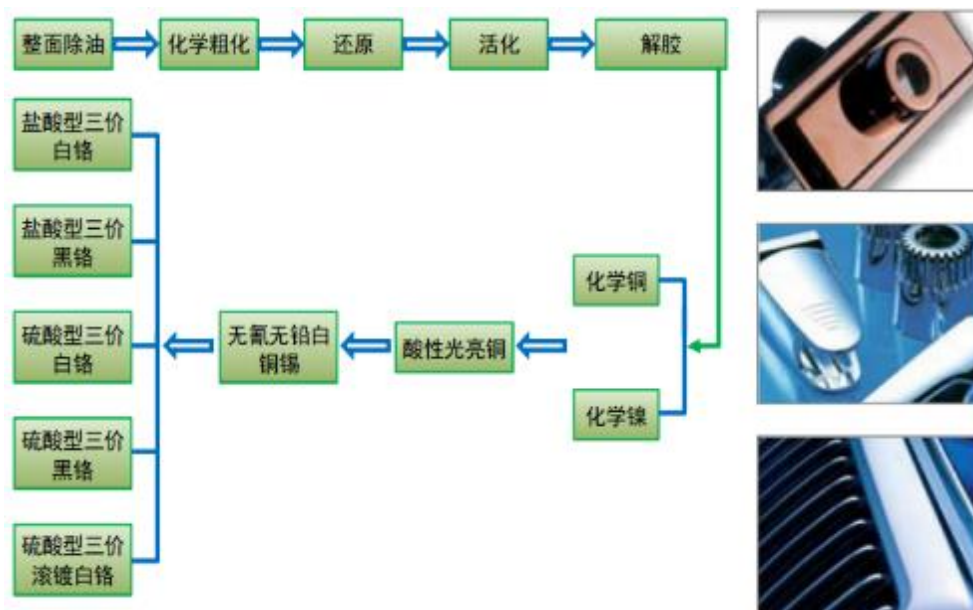 整面除油
化学粗化
还原
活化
解胶
盐酸型三价
白铬
盐酸型三价
黑铬
硫酸型三价
白铬
硫酸型三价
黑铬
硫酸型三价
滚镀白铬
无氰无铅白
铜锡
酸性光亮铜
化学铜
化学镍